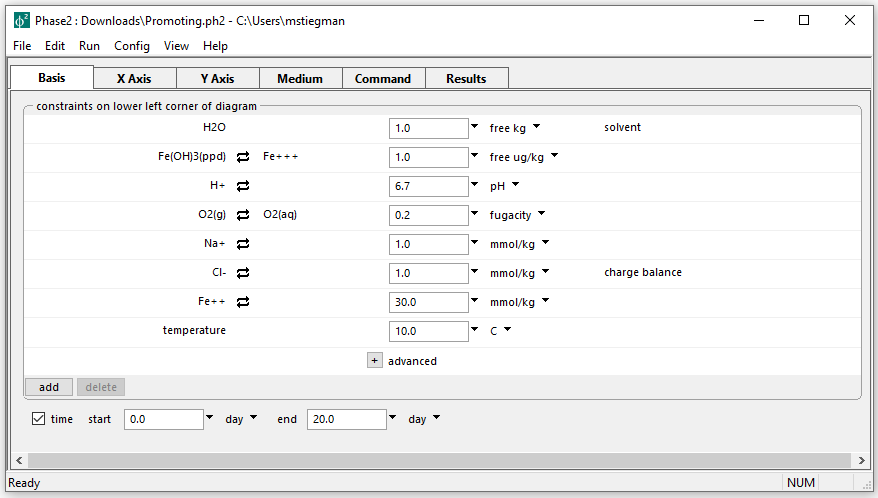 Phase2 : Downloads\Promoting.ph2 - C:\Users\mstiegman
File Edit Run Config View Help
Basis X Axis Y Axis Medium Command Results
constraints on lower left corner of diagram
H2O 1.0 free kg solvent
Fe(OH)3(ppd) Fe+++ 1.0 free ug/kg
H+ 6.7 pH
O2(g) O2(aq) 0.2 fugacity
Na+ 1.0 mmol/kg
Cl- 1.0 mmol/kg charge balance
Fe++ 30.0 mmol/kg
temperature 10.0 C
+ advanced
add delete
time start 0.0 day end 20.0 day
Ready NUM